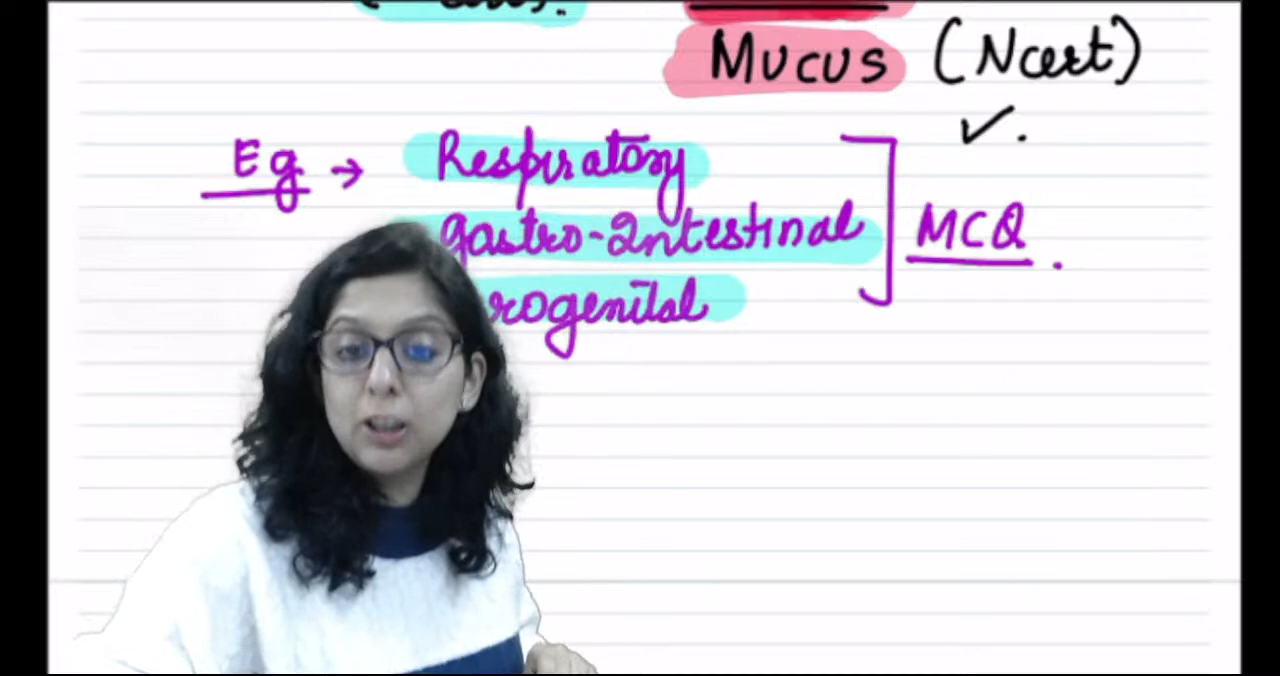 Mucus (Ncert)
Eg → Respiratory
Gastro-Intestinal ] MCQ.
rogenital